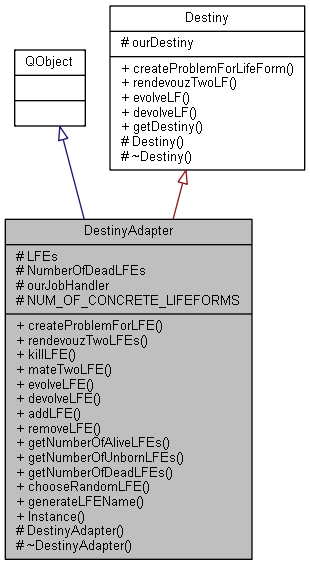 Destiny
# ourDestiny
+ createProblemForLifeForm()
+ rendevouzTwoLF()
+ evolveLF()
+ devolveLF()
+ getDestiny()
# Destiny()
# ~Destiny()
QObject
DestinyAdapter
# LFEs
# NumberOfDeadLFEs
# ourJobHandler
# NUM_OF_CONCRETE_LIFEFORMS
+ createProblemForLFE()
+ rendevouzTwoLFEs()
+ killLFE()
+ mateTwoLFE()
+ evolveLFE()
+ devolveLFE()
+ addLFE()
+ removeLFE()
+ getNumberOfAliveLFEs()
+ getNumberOfUnbornLFEs()
+ getNumberOfDeadLFEs()
+ chooseRandomLFE()
+ generateLFEName()
+ Instance()
# DestinyAdapter()
# ~DestinyAdapter()